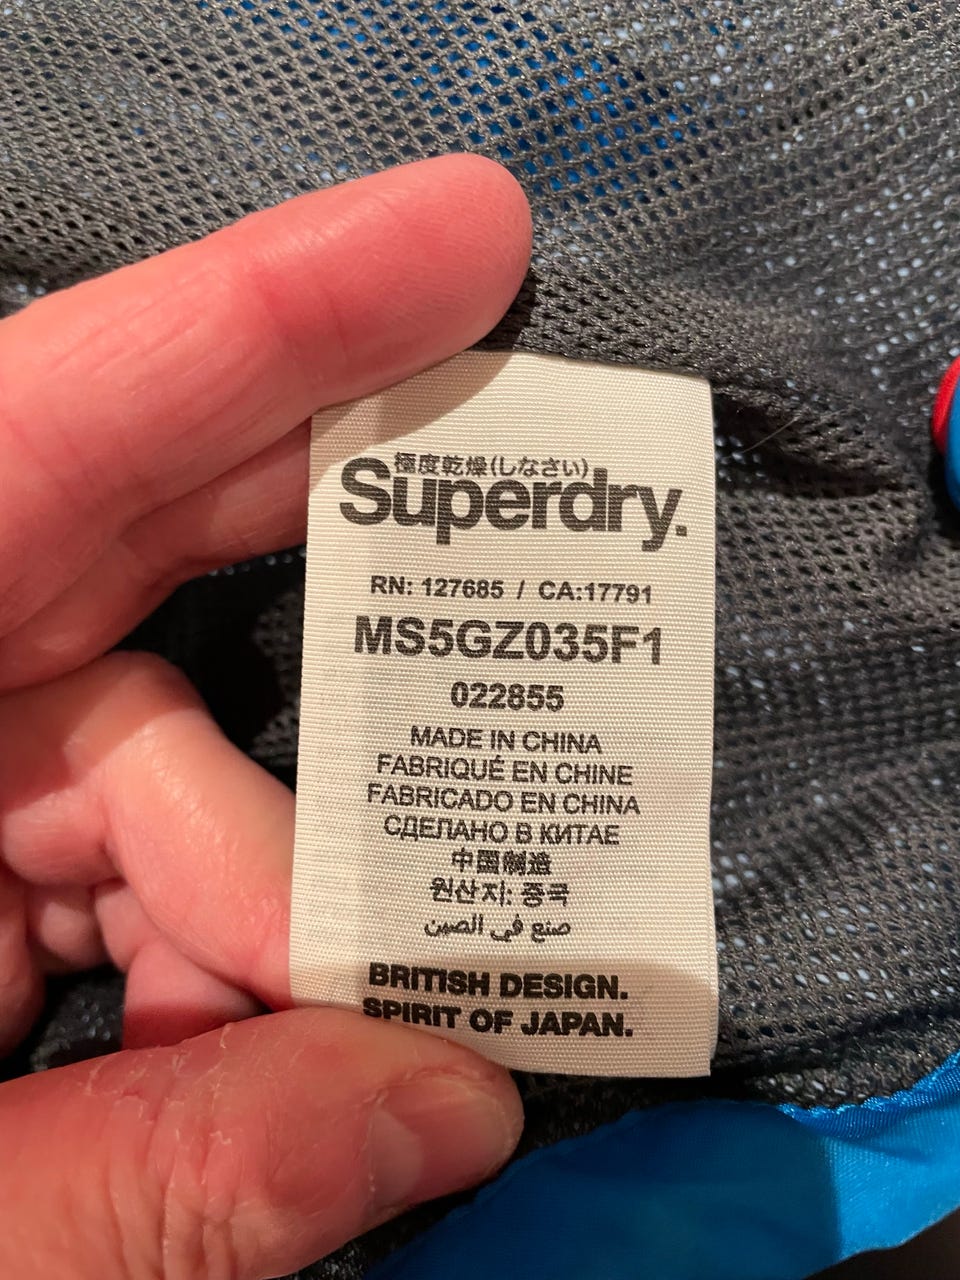 極度乾燥(しなさい)
Superdry.
RN: 127685 / CA:17791
MS5GZ035F1
022855
MADE IN CHINA
FABRIQUÉ EN CHINE
FABRICADO EN CHINA
СДЕЛАНО В КИТАЕ
中国制造
원산지: 중국
صنع في الصين
BRITISH DESIGN.
SPIRIT OF JAPAN.